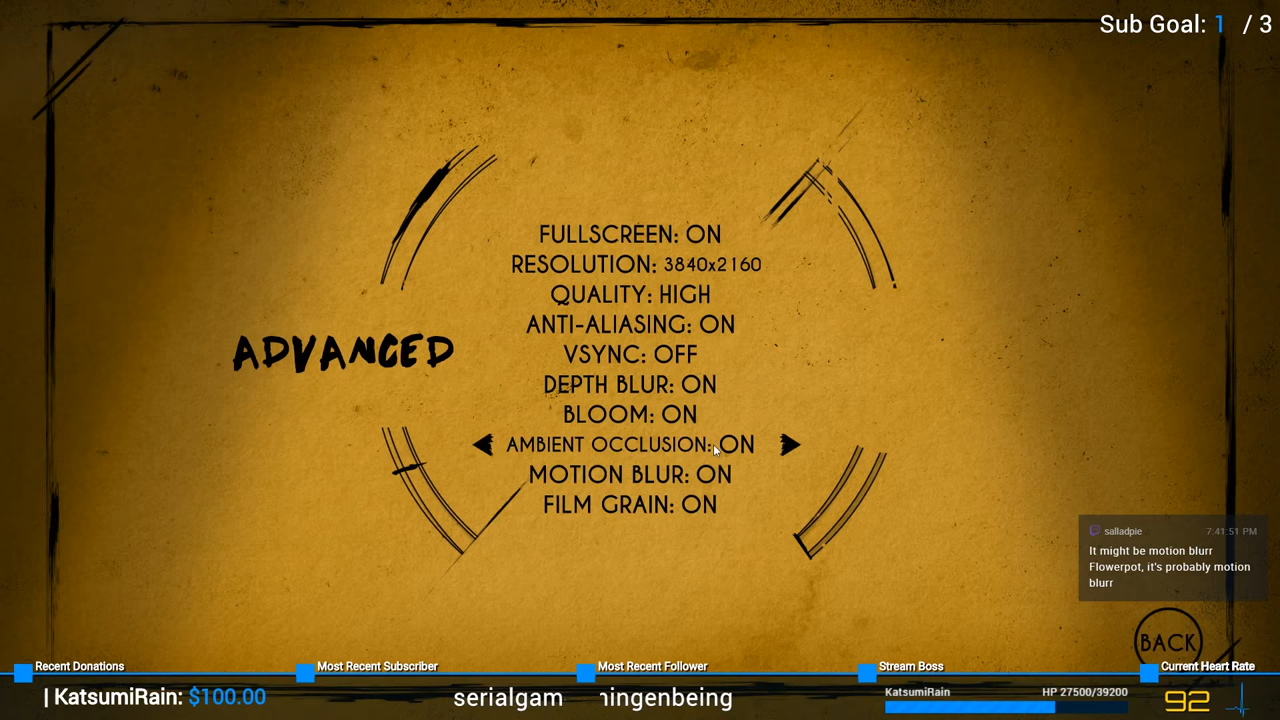 Sub Goal: 1 / 3
FULLSCREEN: ON
RESOLUTION: 3840x2160
QUALITY: HIGH
ANTI-ALIASING: ON
VSYNC: OFF
ADVANCED
DEPTH BLUR: ON
BLOOM: ON
AMBIENT OCCLUSION: ON
MOTION BLUR: ON
FILM GRAIN: ON
salladpie 7:41:51 PM
It might be motion blurr
Flowerpot, it's probably motion
blurr
BACK
Recent Donations Most Recent Subscriber Most Recent Follower Stream Boss Current Heart Rate
| KatsumiRain: $100.00 serialgam KatsumiRain HP 27500/39200 92